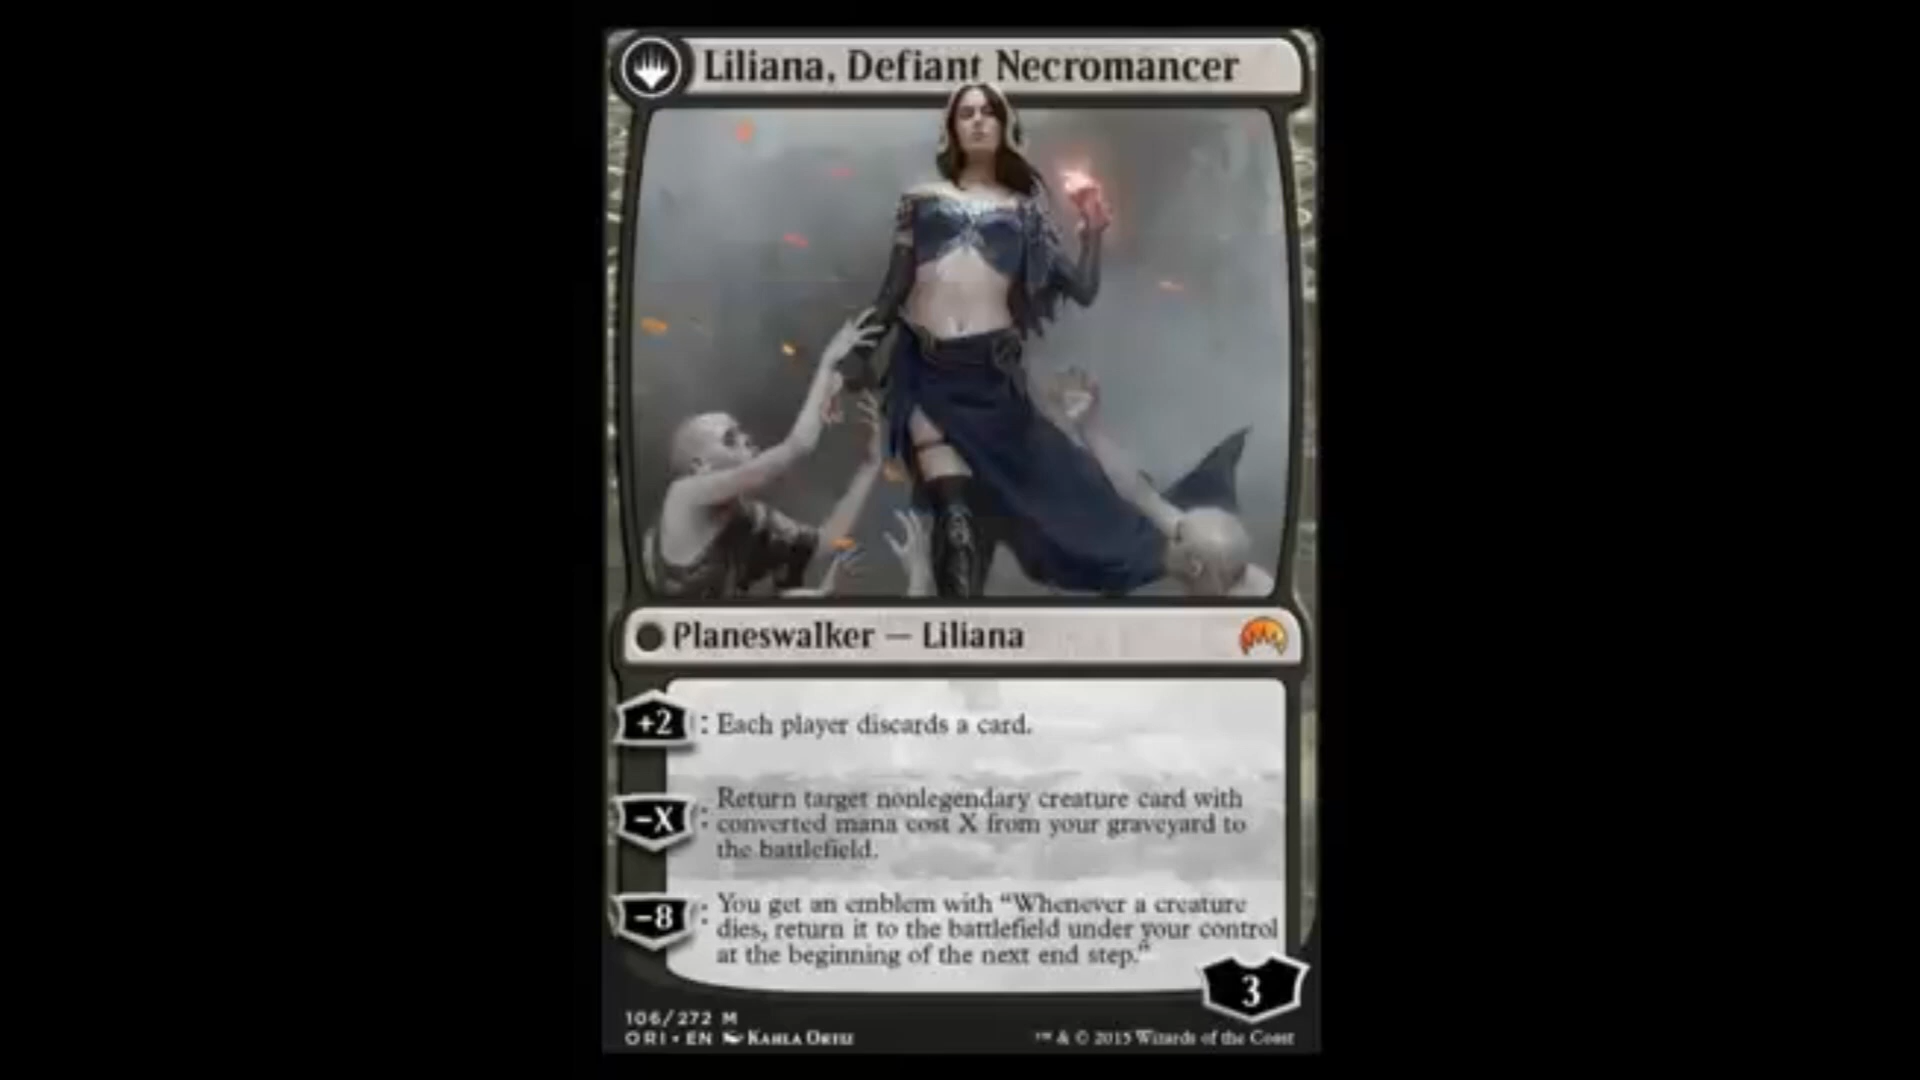 Liliana, Defiant Necromancer
Planeswalker — Liliana
+2 : Each player discards a card.
−X : Return target nonlegendary creature card with
converted mana cost X from your graveyard to
the battlefield.
−8 : You get an emblem with “Whenever a creature
dies, return it to the battlefield under your control
at the beginning of the next end step.”
3
106/272 M
ORI • EN Karla Ortiz
™ & © 2015 Wizards of the Coast